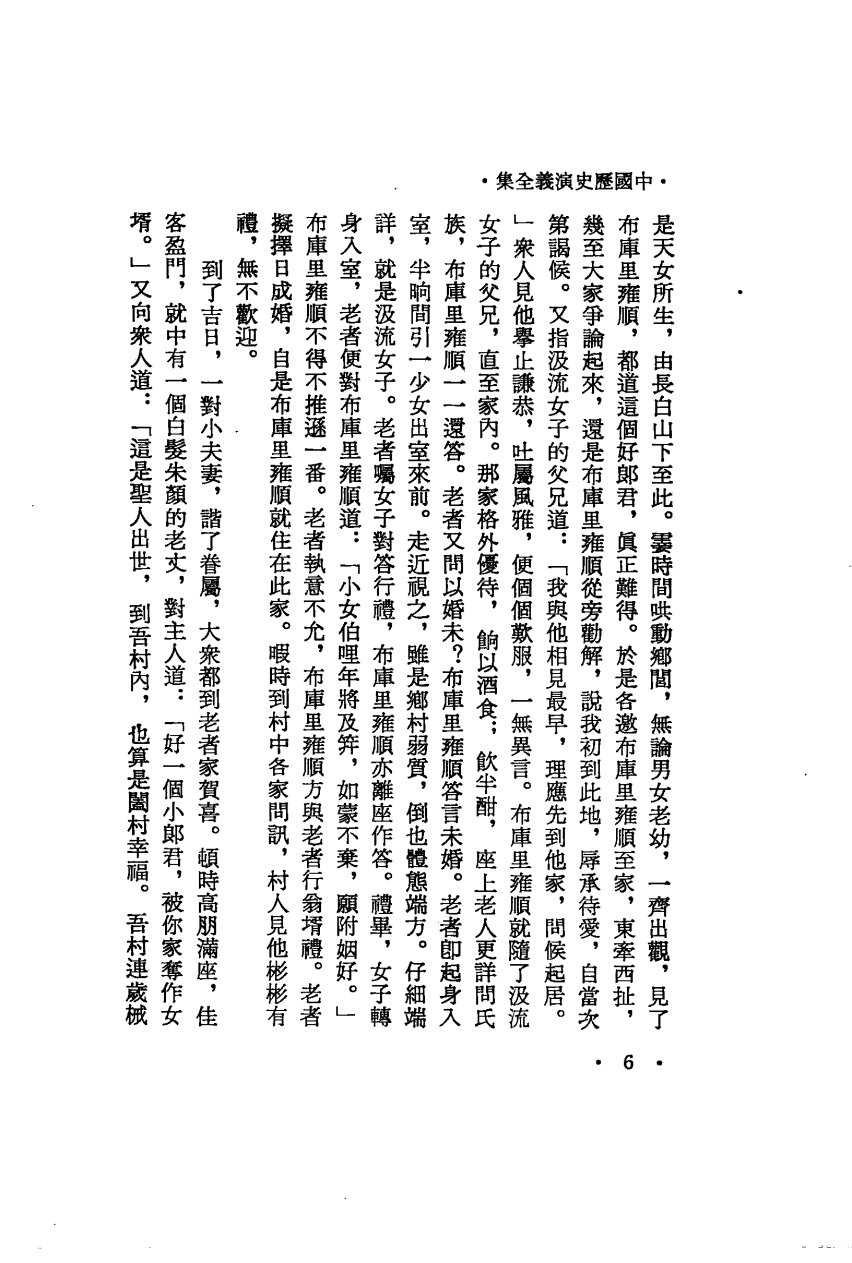 •中國歷史演義全集•
是天女所生，由長白山下至此。霎時間哄動鄉閭，無論男女老幼，一齊出觀，見了
布庫里雍順，都道這個好郎君，眞正難得。於是各邀布庫里雍順至家，東牽西扯，
幾至大家爭論起來，還是布庫里雍順從旁勸解，說我初到此地，辱承待愛，自當次
第謁候。又指汲流女子的父兄道：「我與他相見最早，理應先到他家，問候起居。
」衆人見他舉止謙恭，吐屬風雅，便個個歎服，一無異言。布庫里雍順就隨了汲流
女子的父兄，直至家內。那家格外優待，餉以酒食；飲半酣，座上老人更詳問氏
族，布庫里雍順一一還答。老者又問以婚未？布庫里雍順答言未婚。老者卽起身入
室，半晌間引一少女出室來前。走近視之，雖是鄉村弱質，倒也體態端方。仔細端
詳，就是汲流女子。老者囑女子對答行禮，布庫里雍順亦離座作答。禮畢，女子轉
身入室，老者便對布庫里雍順道：「小女伯哩年將及笄，如蒙不棄，願附姻好。」
布庫里雍順不得不推遜一番。老者執意不允，布庫里雍順方與老者行翁壻禮。老者
擬擇日成婚，自是布庫里雍順就住在此家。暇時到村中各家問訊，村人見他彬彬有
禮，無不歡迎。
到了吉日，一對小夫妻，諧了眷屬，大衆都到老者家賀喜。頓時高朋滿座，佳
客盈門，就中有一個白髮朱顏的老丈，對主人道：「好一個小郎君，被你家奪作女
壻。」又向衆人道：「這是聖人出世，到吾村內，也算是闔村幸福。吾村連歲械
•6•